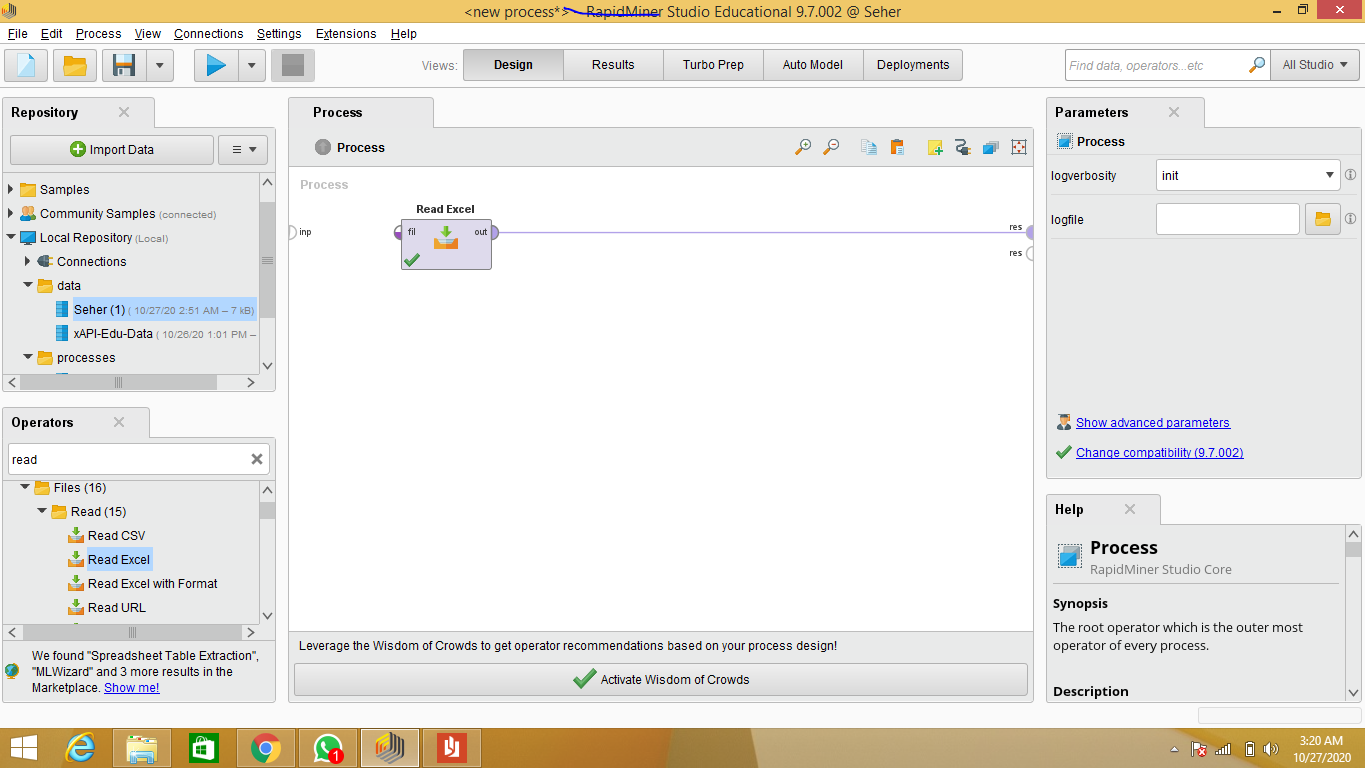 <new process*> – RapidMiner Studio Educational 9.7.002 @ Seher
File Edit Process View Connections Settings Extensions Help
Views: Design Results Turbo Prep Auto Model Deployments
Find data, operators...etc
All Studio
Repository
Import Data
Samples
Community Samples (connected)
Local Repository (Local)
Connections
data
Seher (1) ( 10/27/20 2:51 AM – 7 kB)
xAPI-Edu-Data ( 10/26/20 1:01 PM –
processes
Operators
read
Files (16)
Read (15)
Read CSV
Read Excel
Read Excel with Format
Read URL
We found "Spreadsheet Table Extraction",
"MLWizard" and 3 more results in the
Marketplace. Show me!
Process
Process
Process
Read Excel
inp
fil
out
res
res
Leverage the Wisdom of Crowds to get operator recommendations based on your process design!
Activate Wisdom of Crowds
Parameters
Process
logverbosity
init
logfile
Show advanced parameters
Change compatibility (9.7.002)
Help
Process
RapidMiner Studio Core
Synopsis
The root operator which is the outer most
operator of every process.
Description
1
3:20 AM
10/27/2020